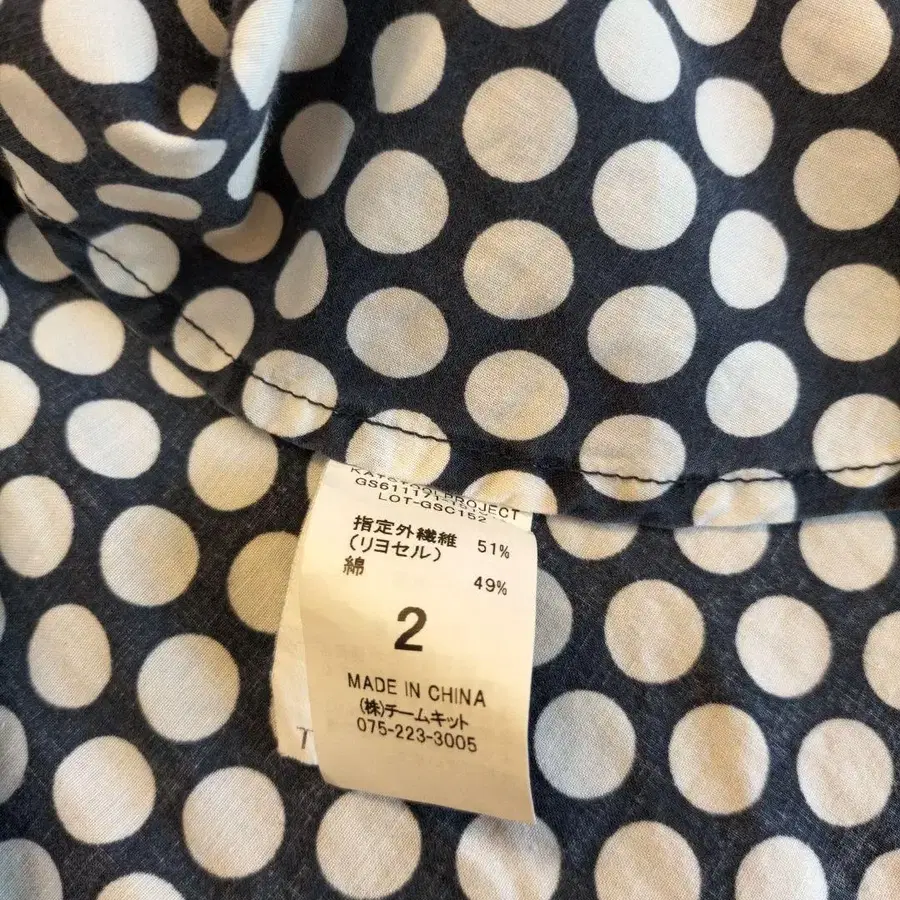 PROJECT
LOT-GSC152
指定外繊維 51%
(リヨセル)
綿 49%
2
MADE IN CHINA
(株)チームキット
075-223-3005
T